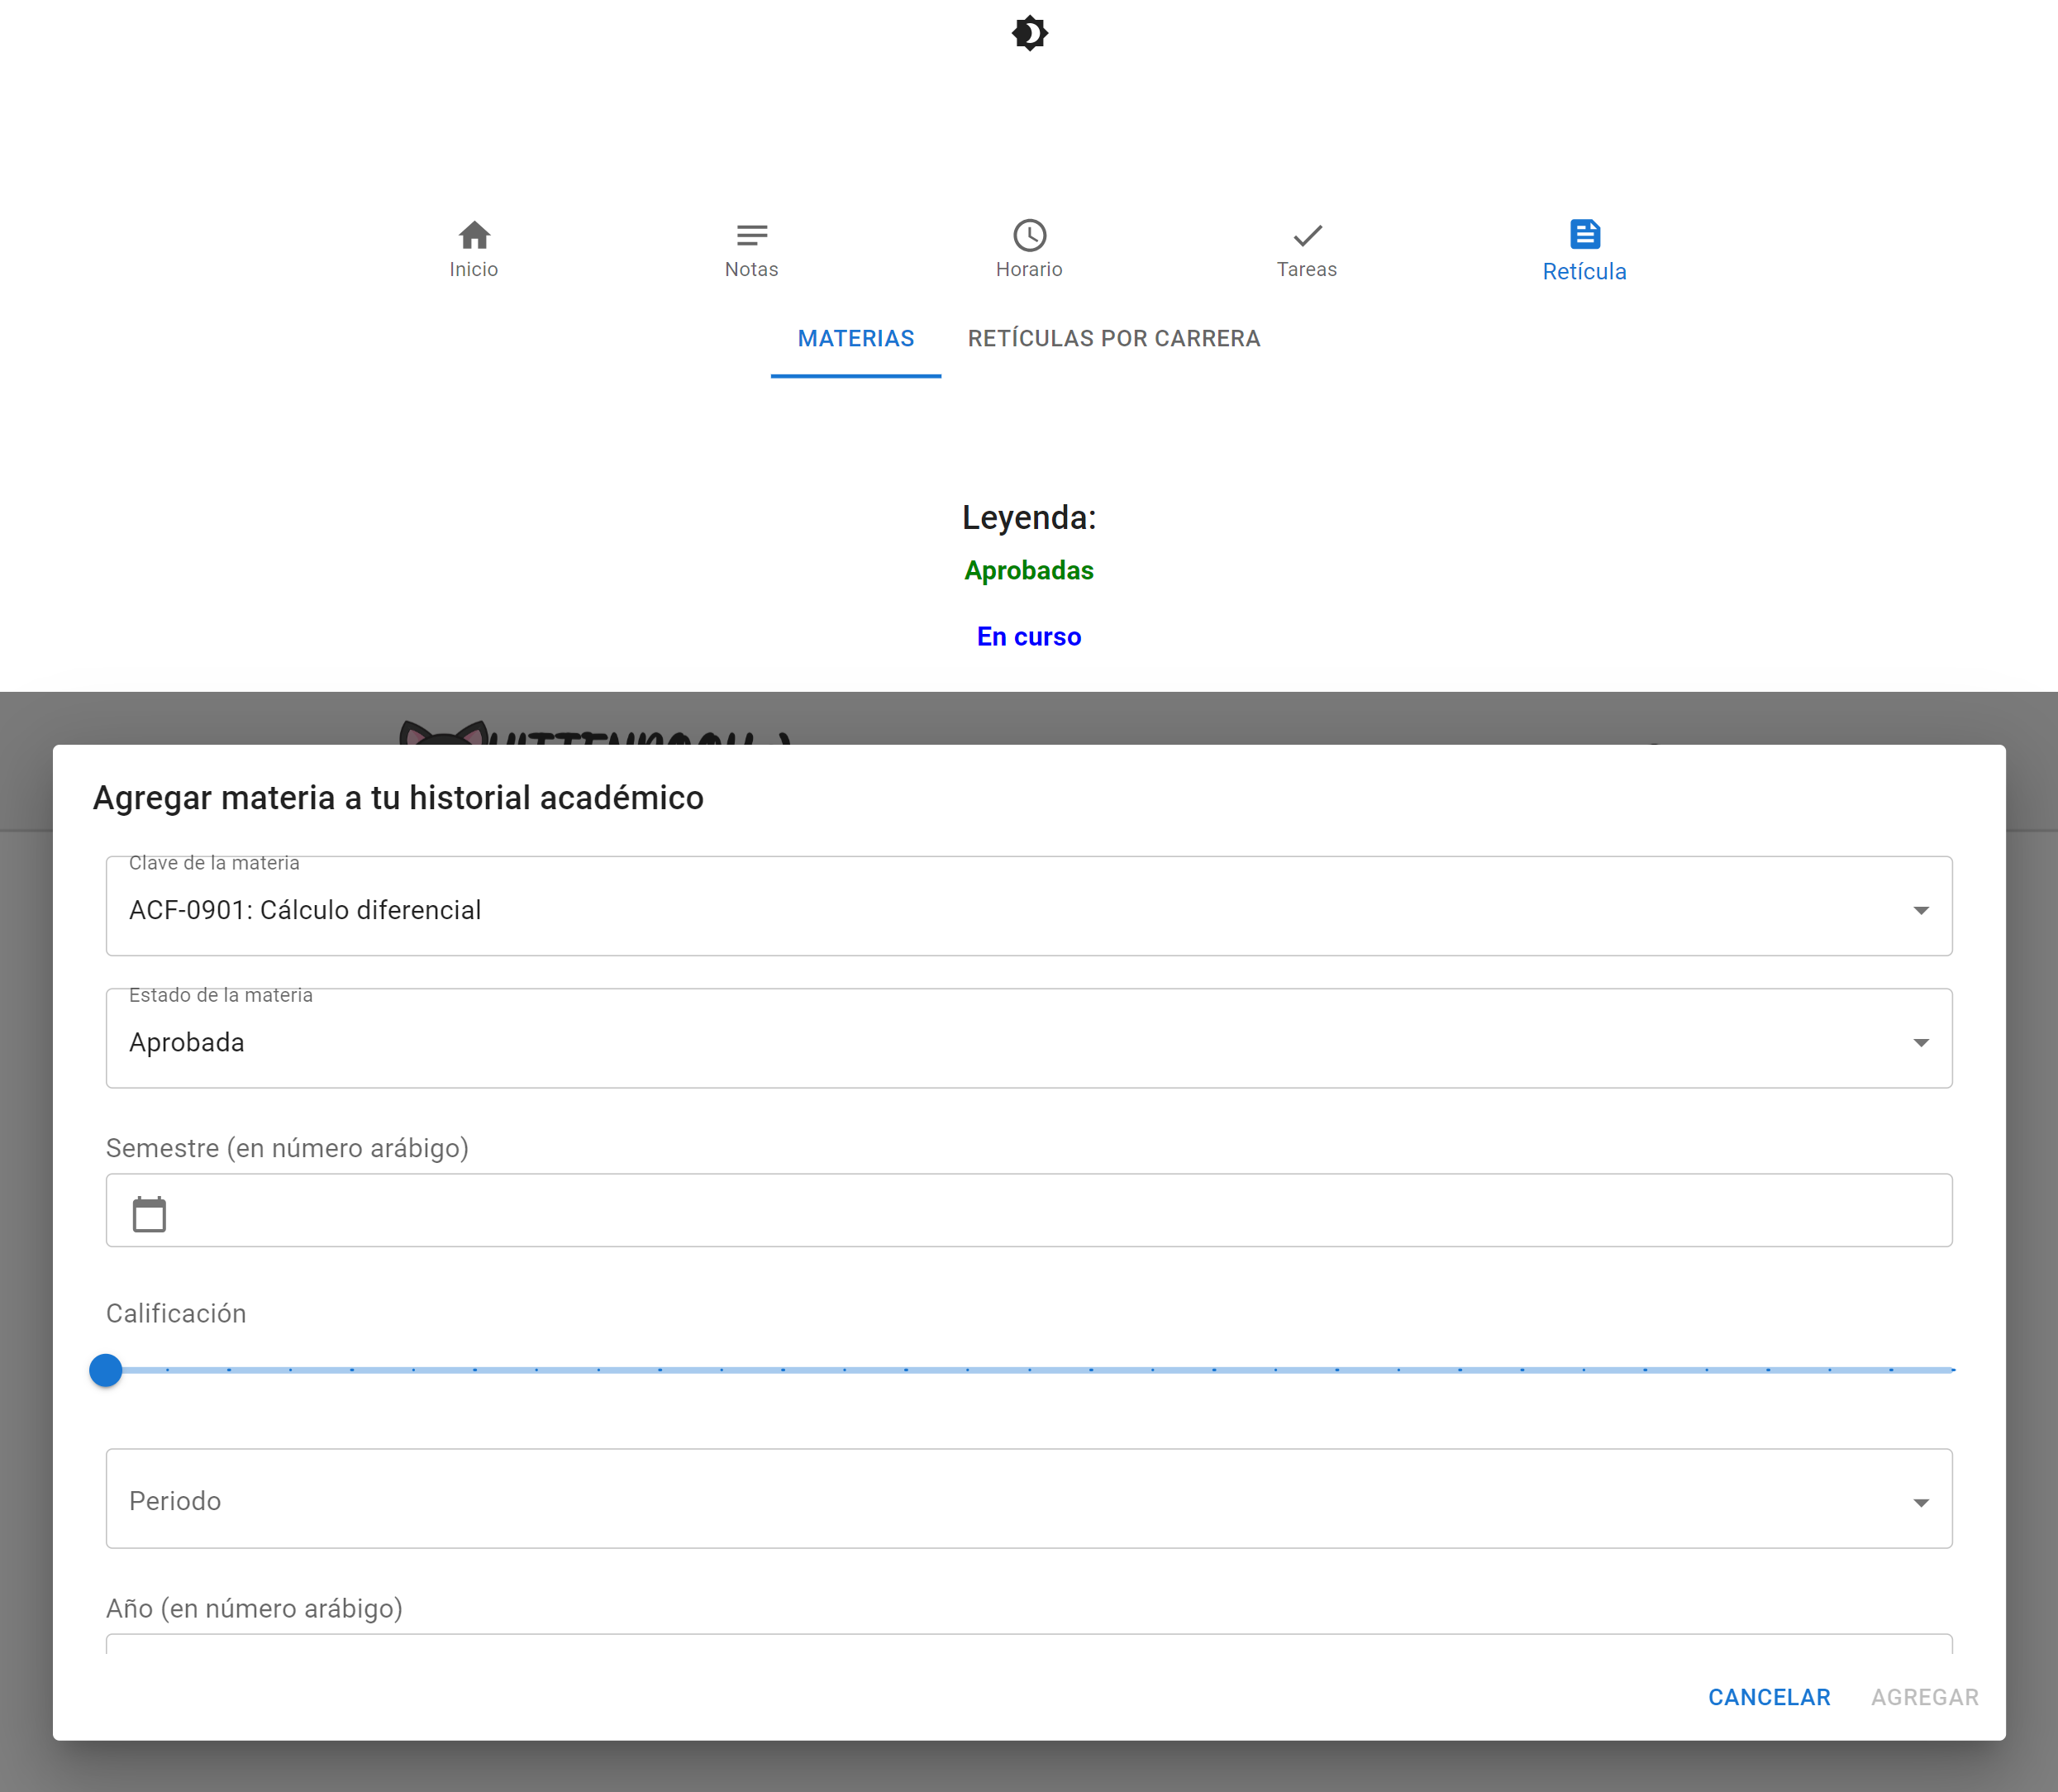 Inicio
Notas
Horario
Tareas
Retícula
MATERIAS
RETÍCULAS POR CARRERA
Leyenda:
Aprobadas
En curso
Agregar materia a tu historial académico
Clave de la materia
ACF-0901: Cálculo diferencial
Estado de la materia
Aprobada
Semestre (en número arábigo)
Calificación
Periodo
Año (en número arábigo)
CANCELAR
AGREGAR